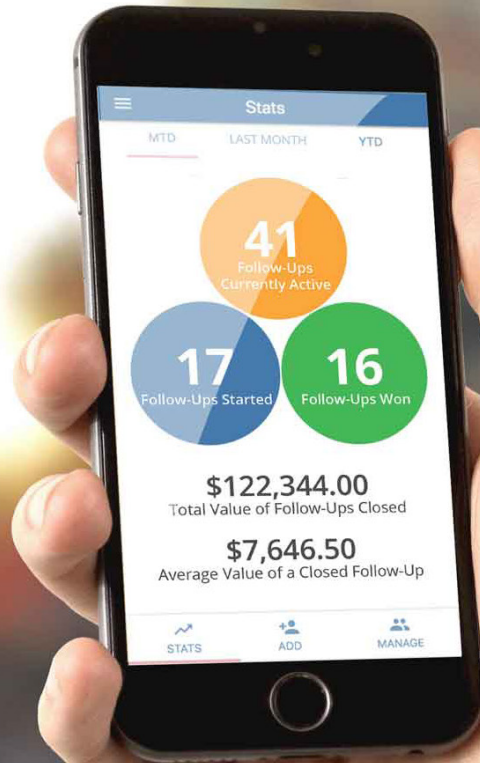 Stats
MTD LAST MONTH YTD
41
Follow-Ups
Currently Active
17
Follow-Ups Started
16
Follow-Ups Won
$122,344.00
Total Value of Follow-Ups Closed
$7,646.50
Average Value of a Closed Follow-Up
STATS ADD MANAGE